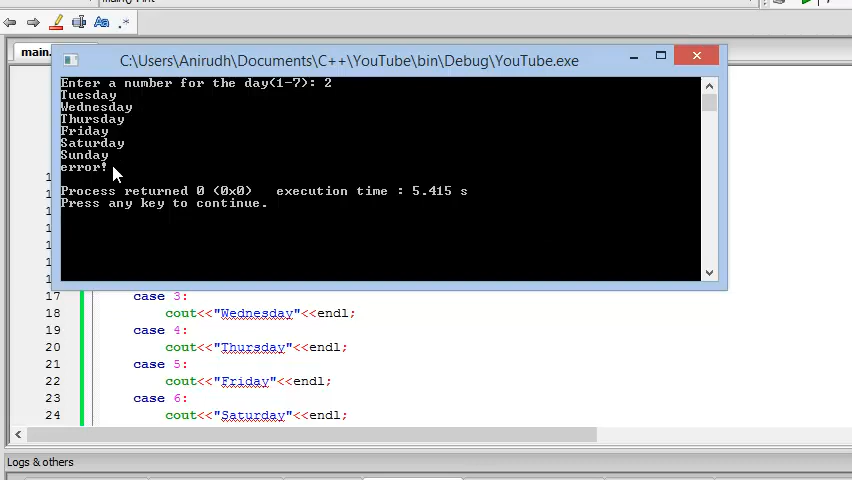 main.
C:\Users\Anirudh\Documents\C++\YouTube\bin\Debug\YouTube.exe
Enter a number for the day(1-7): 2
Tuesday
Wednesday
Thursday
Friday
Saturday
Sunday
error!
Process returned 0 (0x0)   execution time : 5.415 s
Press any key to continue.
17 case 3:
18 cout<<"Wednesday"<<endl;
19 case 4:
20 cout<<"Thursday"<<endl;
21 case 5:
22 cout<<"Friday"<<endl;
23 case 6:
24 cout<<"Saturday"<<endl;
Logs & others